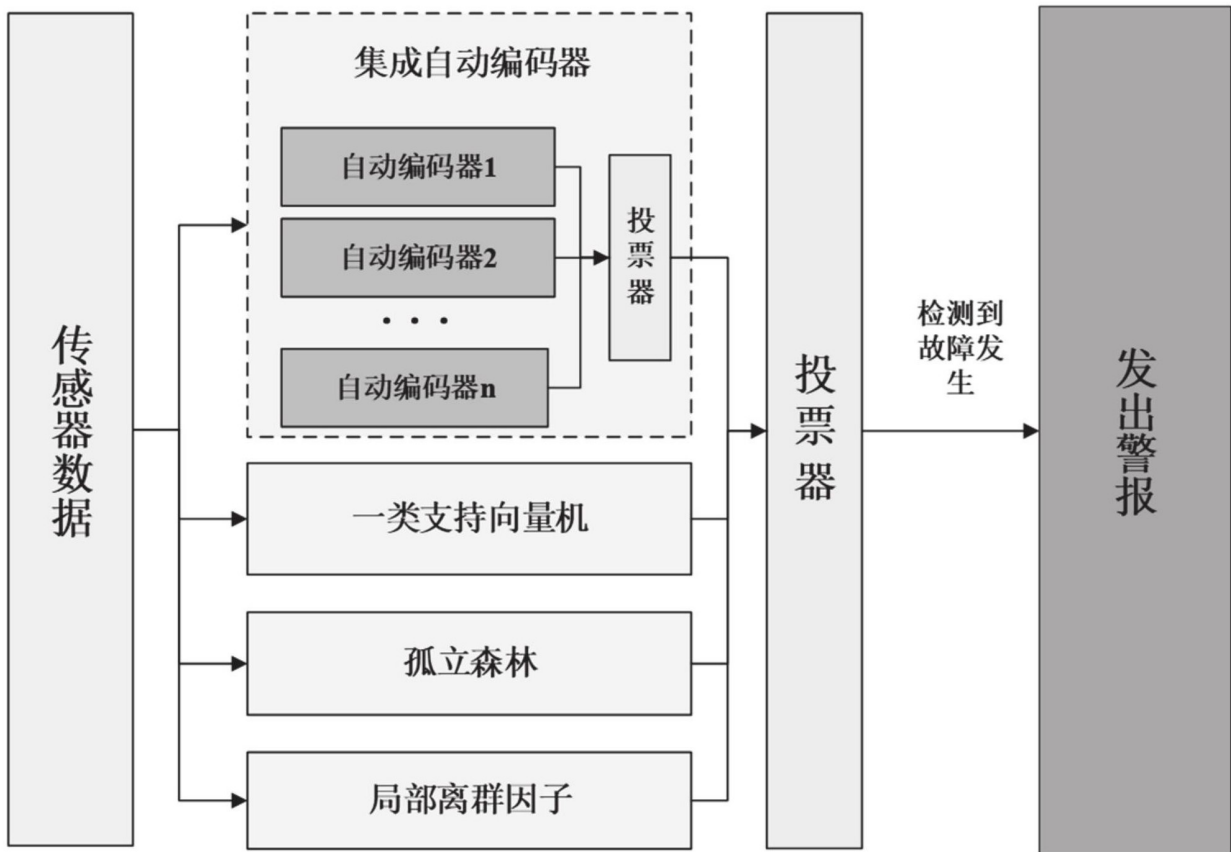 传感器数据
集成自动编码器
自动编码器1
自动编码器2
...
自动编码器n
投票器
一类支持向量机
孤立森林
局部离群因子
投票器
检测到
故障发
生
发出警报